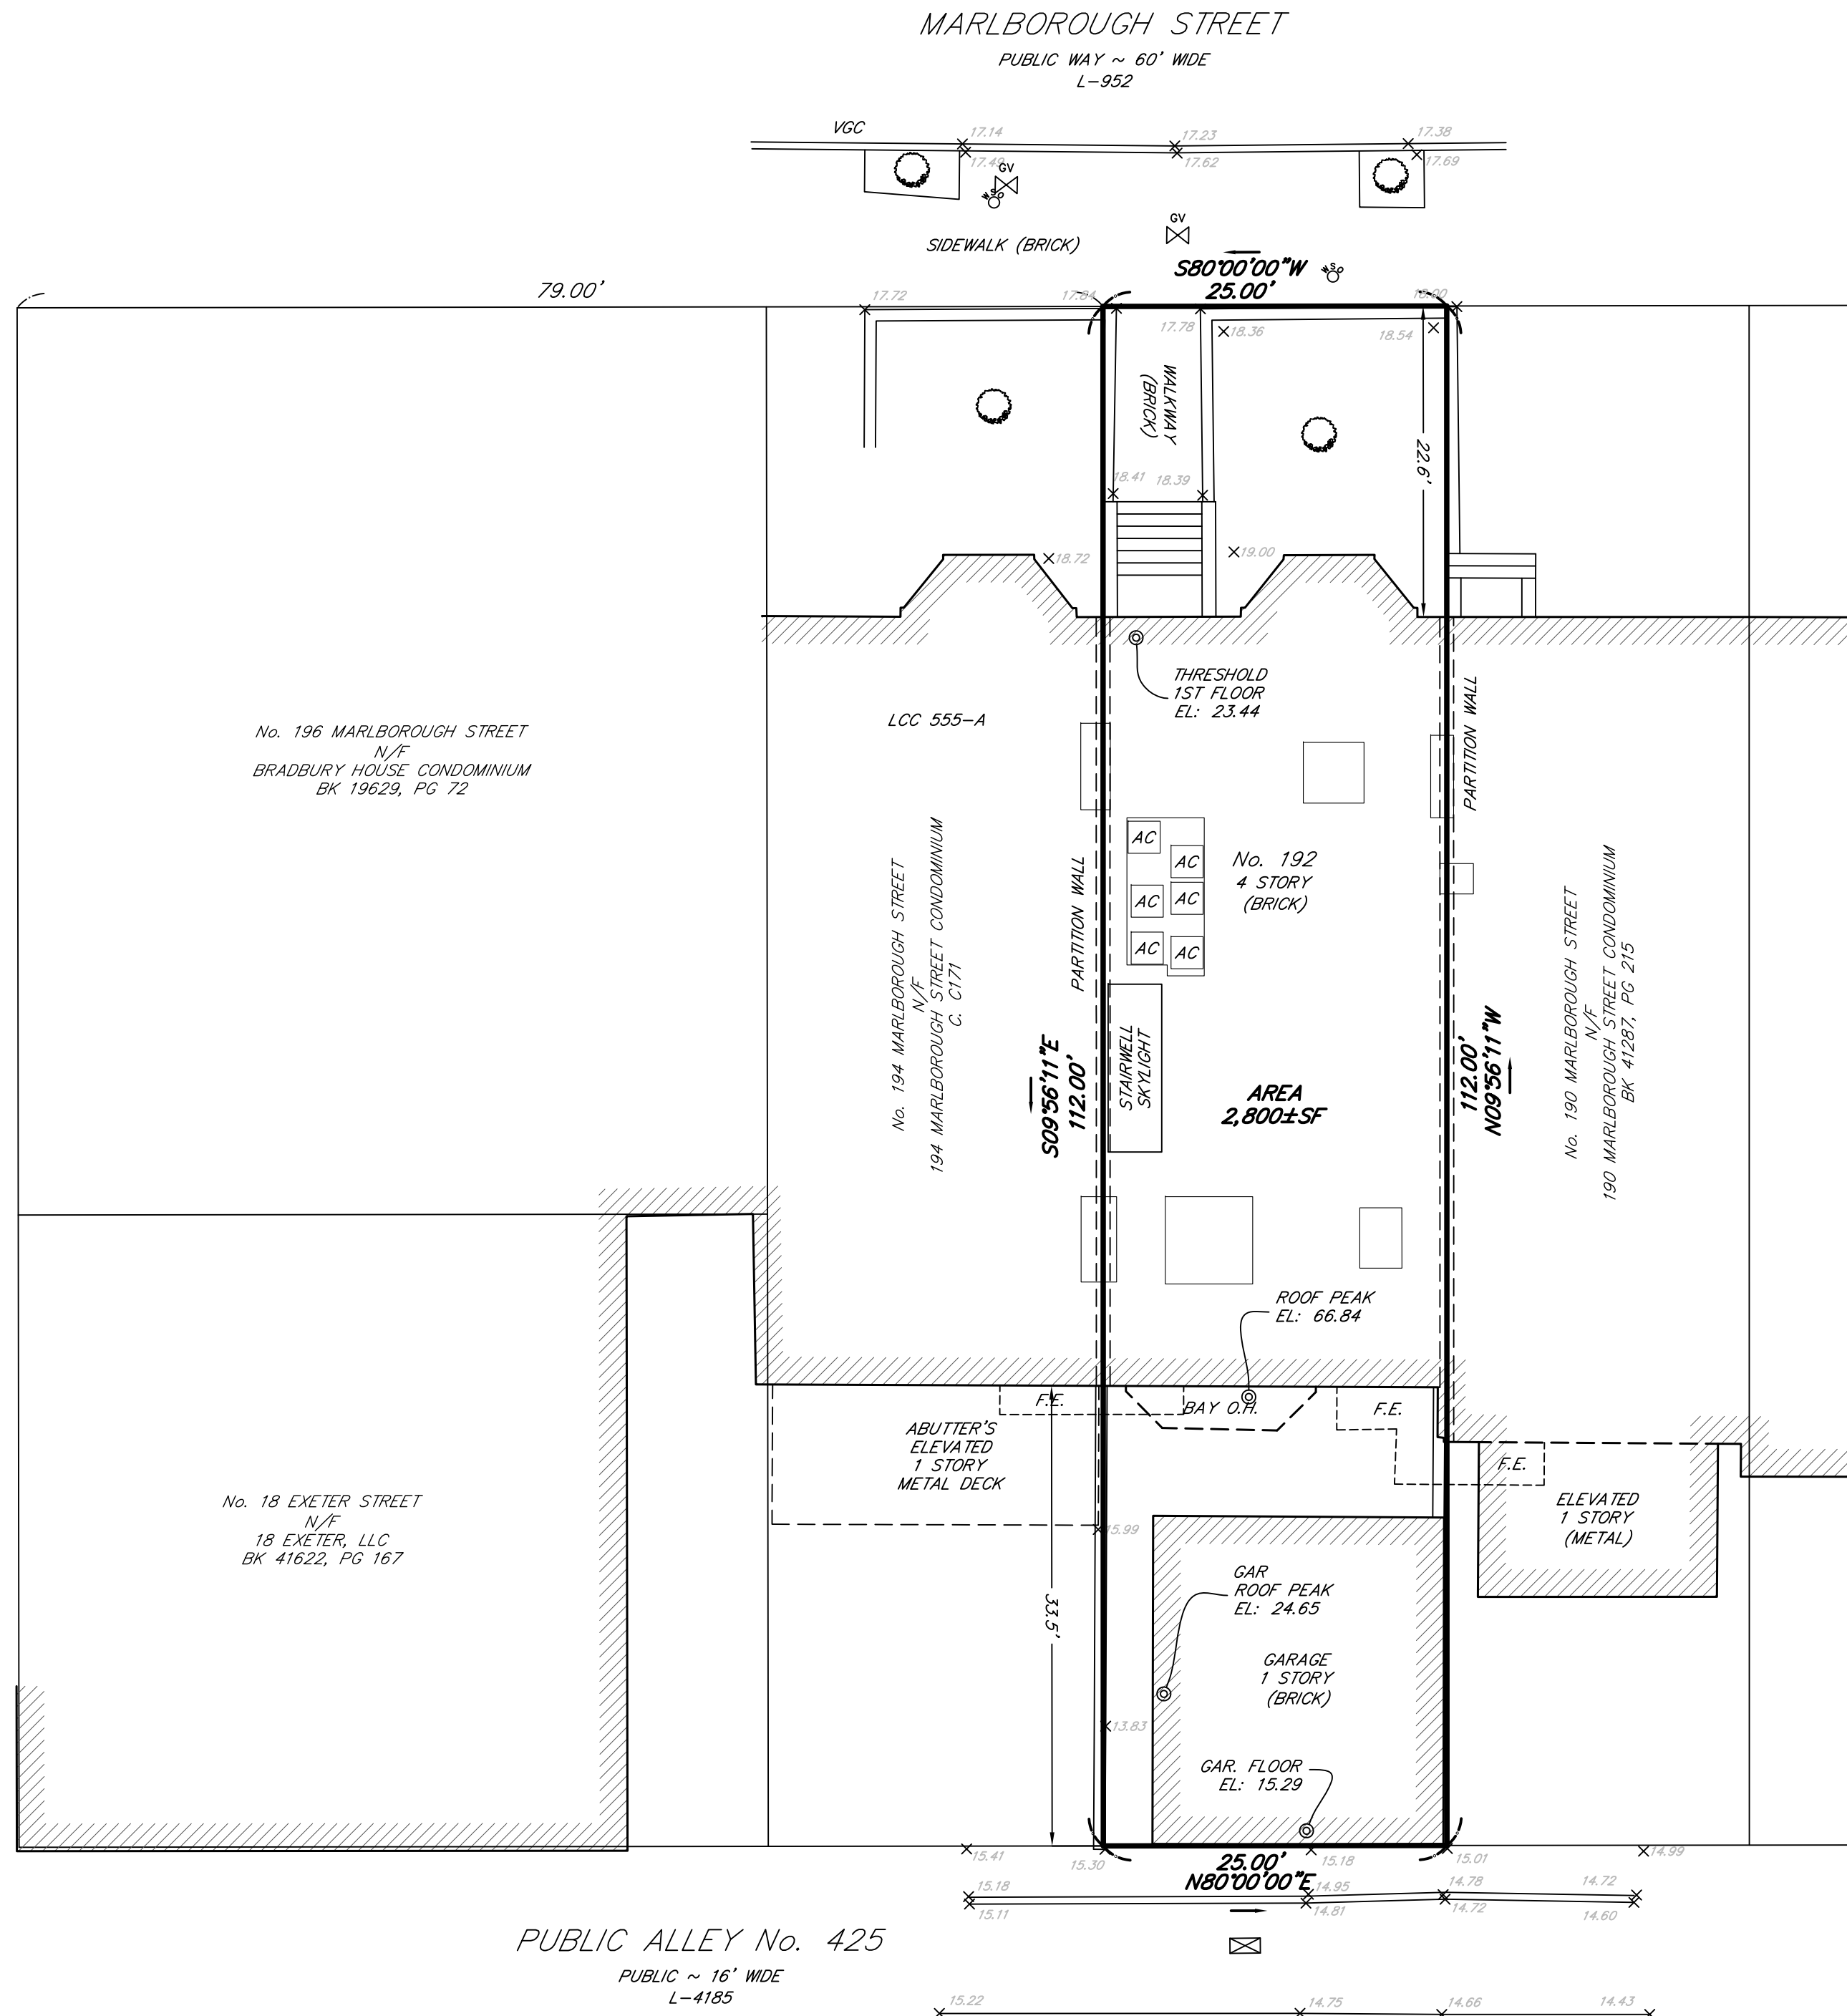 MARLBOROUGH STREET
PUBLIC WAY ~ 60' WIDE
L-952
VGC
17.14
17.23
17.38
17.49
17.62
17.69
GV
WSO
GV
SIDEWALK (BRICK)
S80°00'00"W
WSO
25.00'
79.00'
17.72
17.84
18.00
17.78
18.36
18.54
WALKWAY
(BRICK)
22.6'
18.41
18.39
18.72
19.00
THRESHOLD
1ST FLOOR
EL: 23.44
LCC 555-A
PARTITION WALL
No. 196 MARLBOROUGH STREET
N/F
BRADBURY HOUSE CONDOMINIUM
BK 19629, PG 72
No. 194 MARLBOROUGH STREET
N/F
194 MARLBOROUGH STREET CONDOMINIUM
C. C171
PARTITION WALL
AC
AC
AC
AC
AC
AC
No. 192
4 STORY
(BRICK)
No. 190 MARLBOROUGH STREET
N/F
190 MARLBOROUGH STREET CONDOMINIUM
BK 41287, PG 215
S09°56'11"E
112.00'
STAIRWELL
SKYLIGHT
AREA
2,800±SF
112.00'
N09°56'11"W
ROOF PEAK
EL: 66.84
F.E.
BAY O.H.
F.E.
F.E.
ABUTTER'S
ELEVATED
1 STORY
METAL DECK
ELEVATED
1 STORY
(METAL)
No. 18 EXETER STREET
N/F
18 EXETER, LLC
BK 41622, PG 167
15.99
33.5'
GAR
ROOF PEAK
EL: 24.65
GARAGE
1 STORY
(BRICK)
13.83
GAR. FLOOR
EL: 15.29
15.41
15.30
25.00'
15.18
15.01
14.99
N80°00'00"E
15.18
14.95
14.78
14.72
15.11
14.81
14.72
14.60
PUBLIC ALLEY No. 425
PUBLIC ~ 16' WIDE
L-4185
15.22
14.75
14.66
14.43